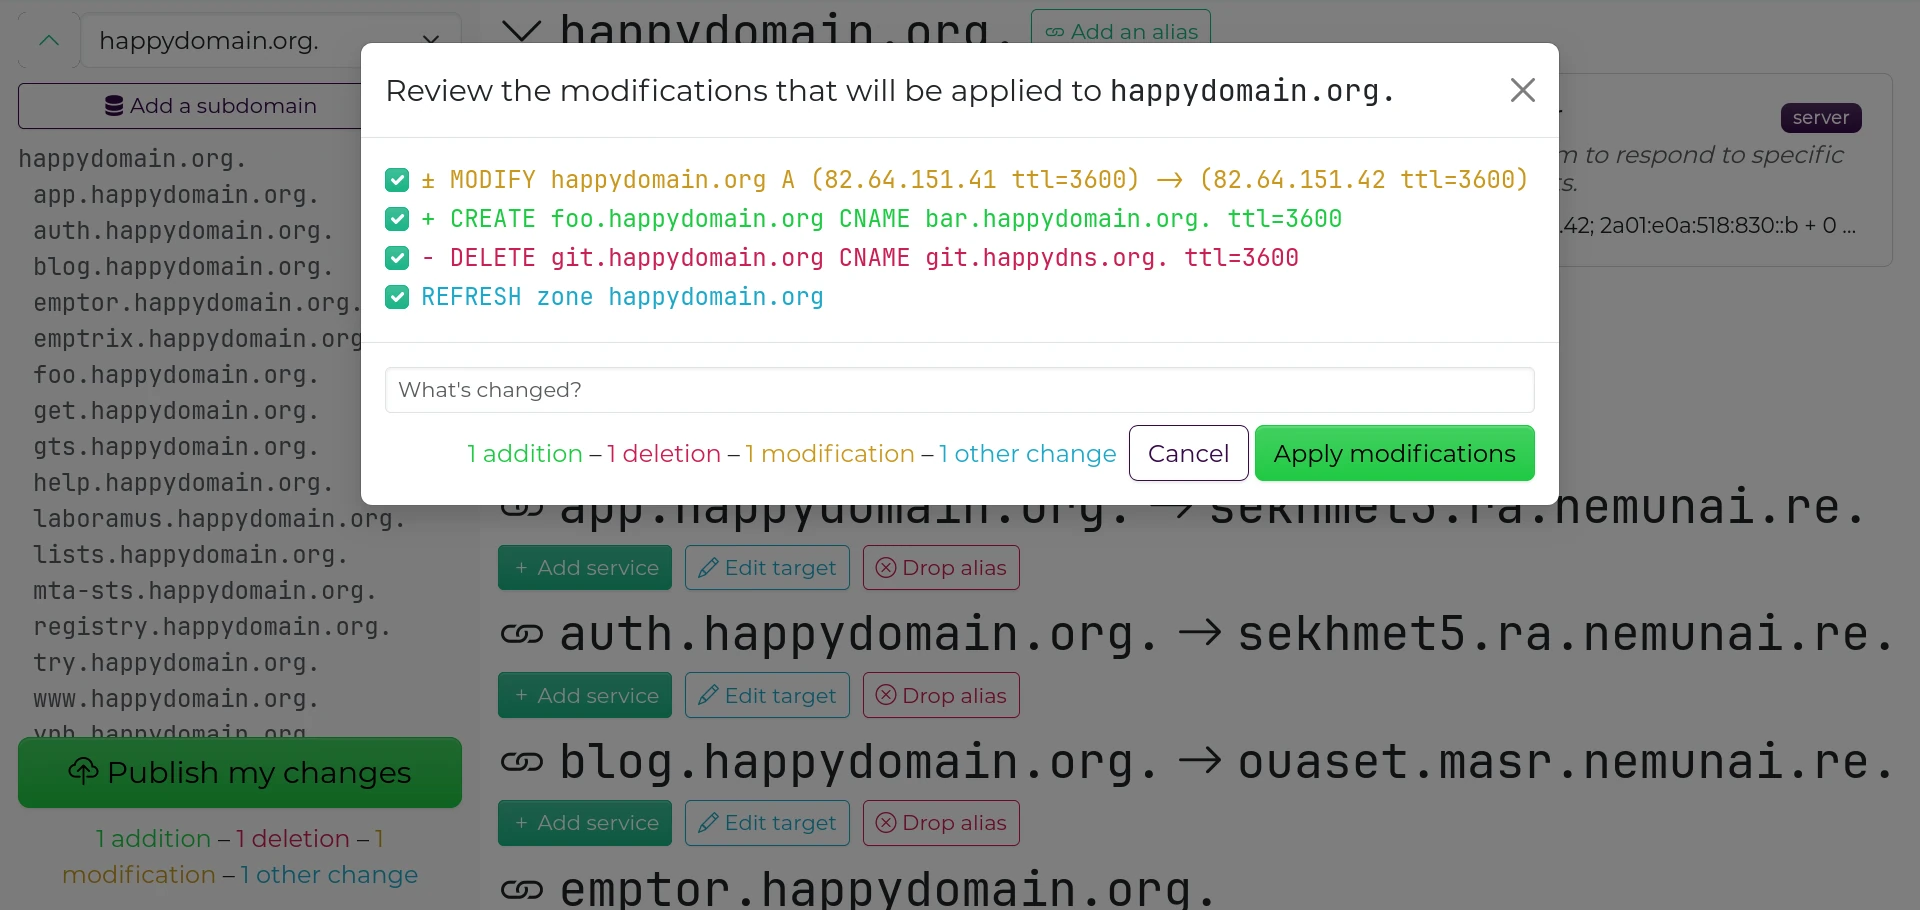 happydomain.org.
Add a subdomain
happydomain.org.
app.happydomain.org.
auth.happydomain.org.
blog.happydomain.org.
emptor.happydomain.org.
emptrix.happydomain.org
foo.happydomain.org.
get.happydomain.org.
gts.happydomain.org.
help.happydomain.org.
laboramus.happydomain.org.
lists.happydomain.org.
mta-sts.happydomain.org.
registry.happydomain.org.
try.happydomain.org.
www.happydomain.org.
Publish my changes
1 addition – 1 deletion – 1
modification – 1 other change
happydomain.org.
Add an alias
server
to respond to specific
.42; 2a01:e0a:518:830::b + 0 ...
Review the modifications that will be applied to happydomain.org.
± MODIFY happydomain.org A (82.64.151.41 ttl=3600) → (82.64.151.42 ttl=3600)
+ CREATE foo.happydomain.org CNAME bar.happydomain.org. ttl=3600
- DELETE git.happydomain.org CNAME git.happydns.org. ttl=3600
REFRESH zone happydomain.org
What's changed?
1 addition – 1 deletion – 1 modification – 1 other change
Cancel
Apply modifications
app.happydomain.org. → sekhmet5.ra.nemunai.re.
+ Add service
Edit target
Drop alias
auth.happydomain.org. → sekhmet5.ra.nemunai.re.
+ Add service
Edit target
Drop alias
blog.happydomain.org. → ouaset.masr.nemunai.re.
+ Add service
Edit target
Drop alias
emptor.happydomain.org.